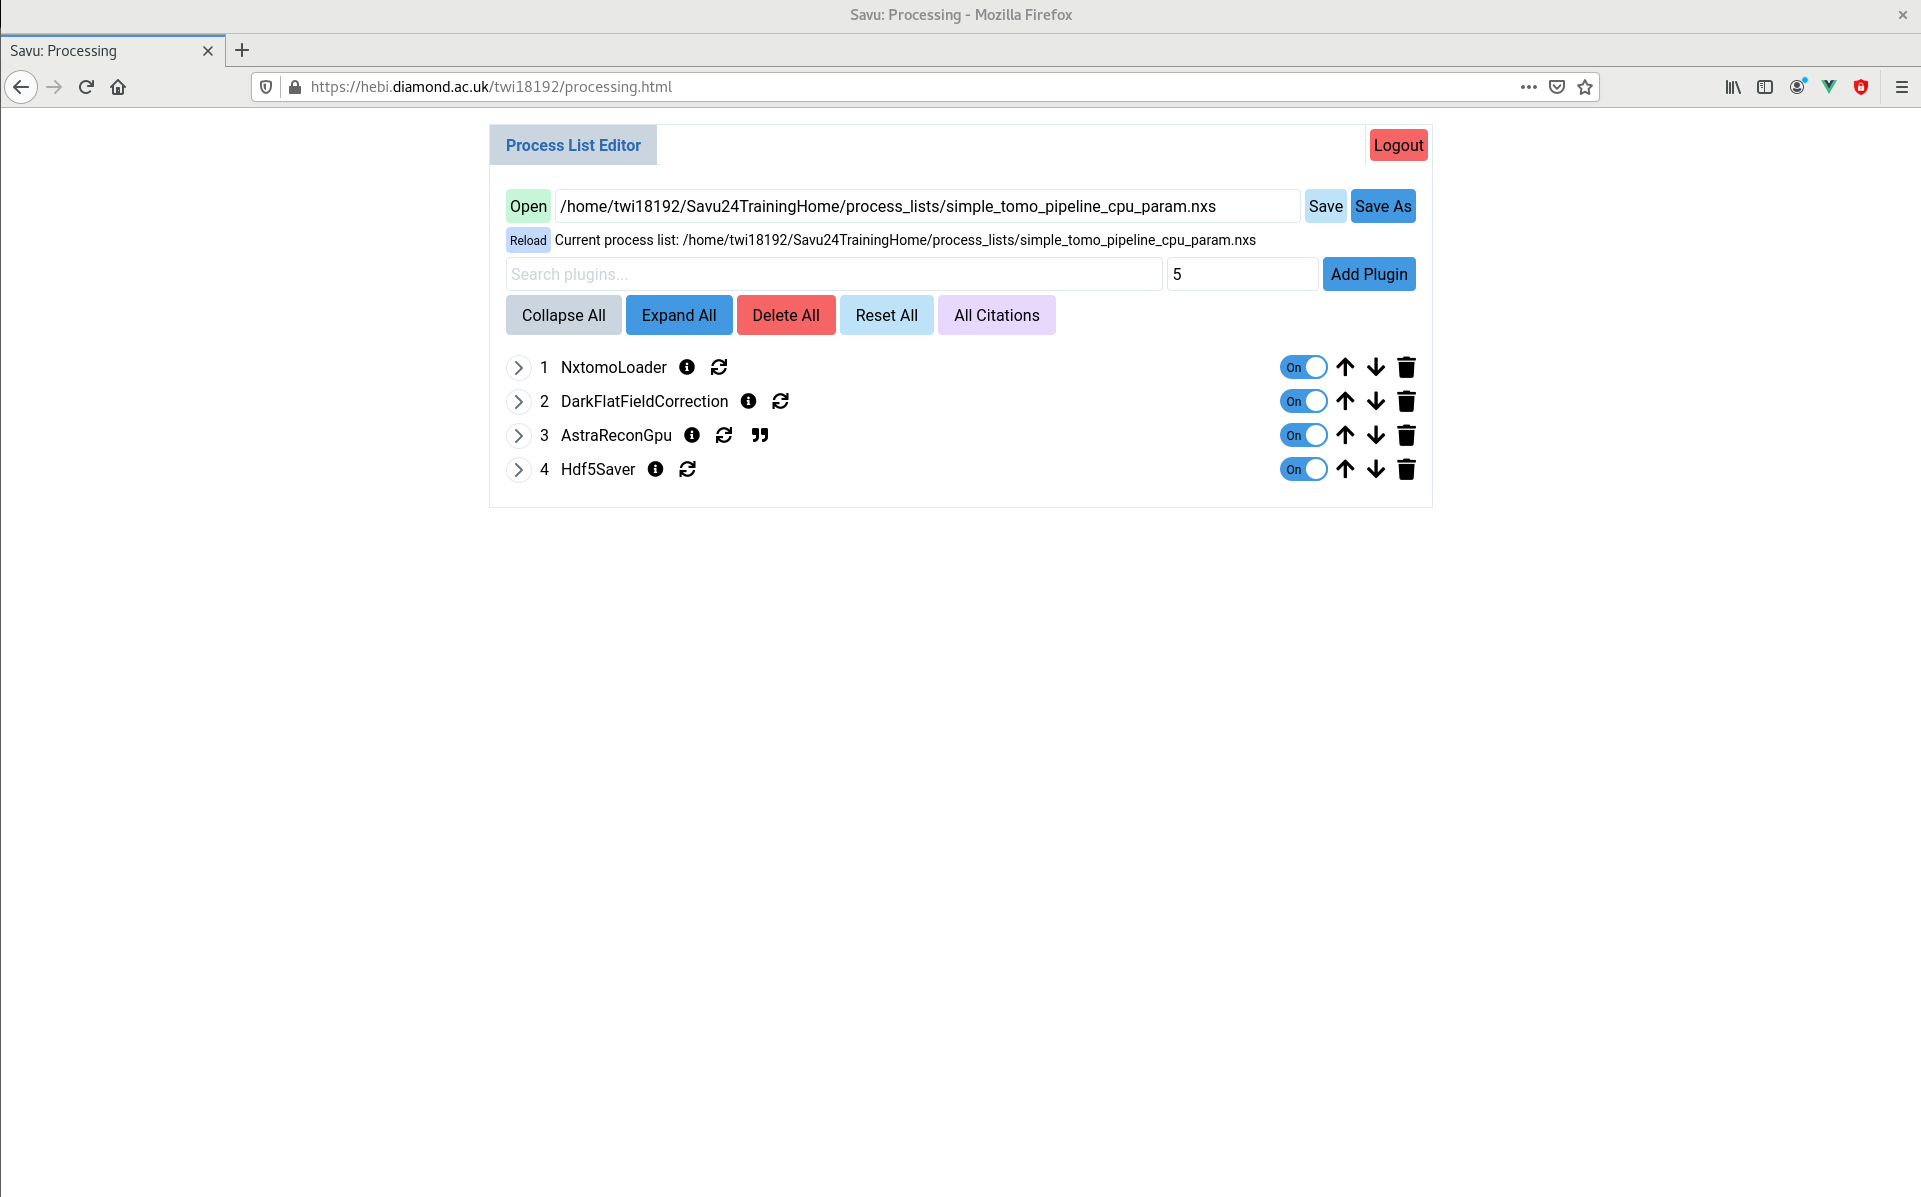 Savu: Processing - Mozilla Firefox
Savu: Processing
https://hebi.diamond.ac.uk/twi18192/processing.html
Process List Editor
Logout
Open /home/twi18192/Savu24TrainingHome/process_lists/simple_tomo_pipeline_cpu_param.nxs Save Save As
Reload Current process list: /home/twi18192/Savu24TrainingHome/process_lists/simple_tomo_pipeline_cpu_param.nxs
Search plugins... 5 Add Plugin
Collapse All Expand All Delete All Reset All All Citations
1 NxtomoLoader On
2 DarkFlatFieldCorrection On
3 AstraReconGpu On
4 Hdf5Saver On